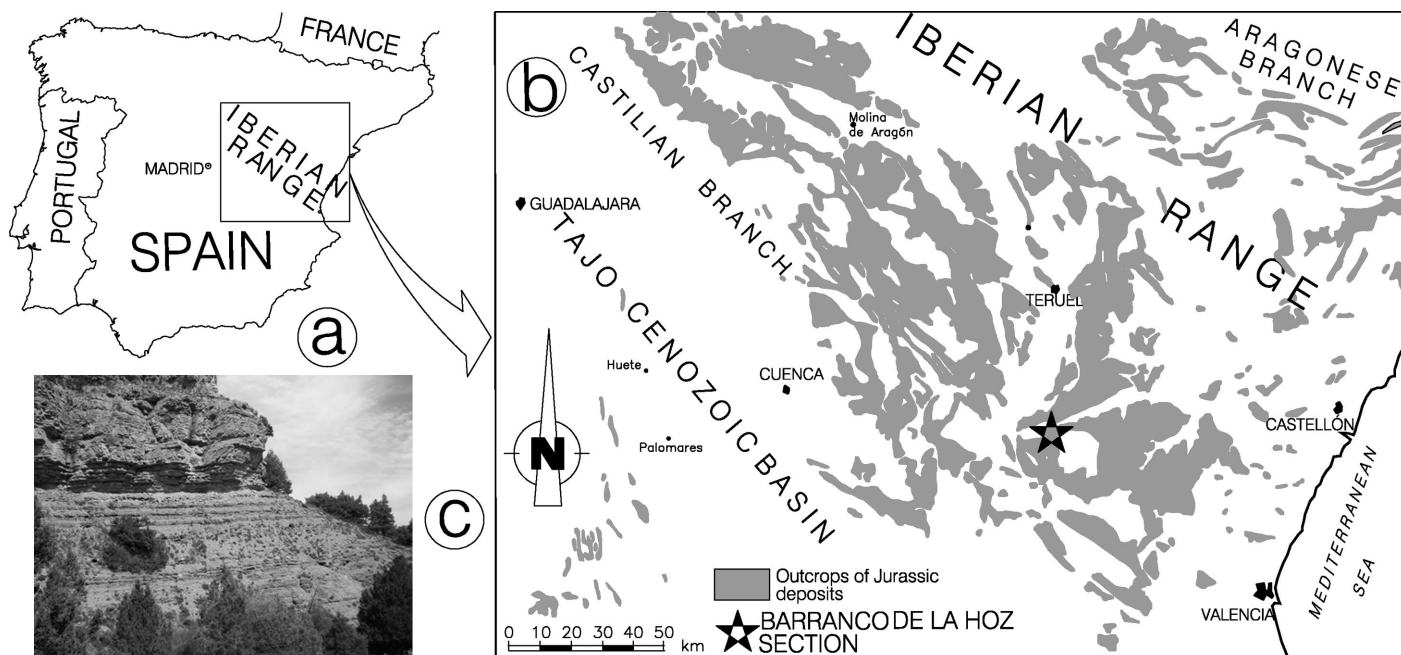 FRANCE
PORTUGAL
MADRID
IBERIAN
RANGE
SPAIN
a
b
IBERIAN
RANGE
ARAGONESE
BRANCH
CASTILIAN BRANCH
Molina
de Aragón
GUADALAJARA
TAJO CENOZOIC BASIN
TERUEL
Huete
CUENCA
Palomares
CASTELLÓN
N
c
MEDITERRANEAN
SEA
VALENCIA
Outcrops of Jurassic
deposits
BARRANCO DE LA HOZ
SECTION
0 10 20 30 40 50
km